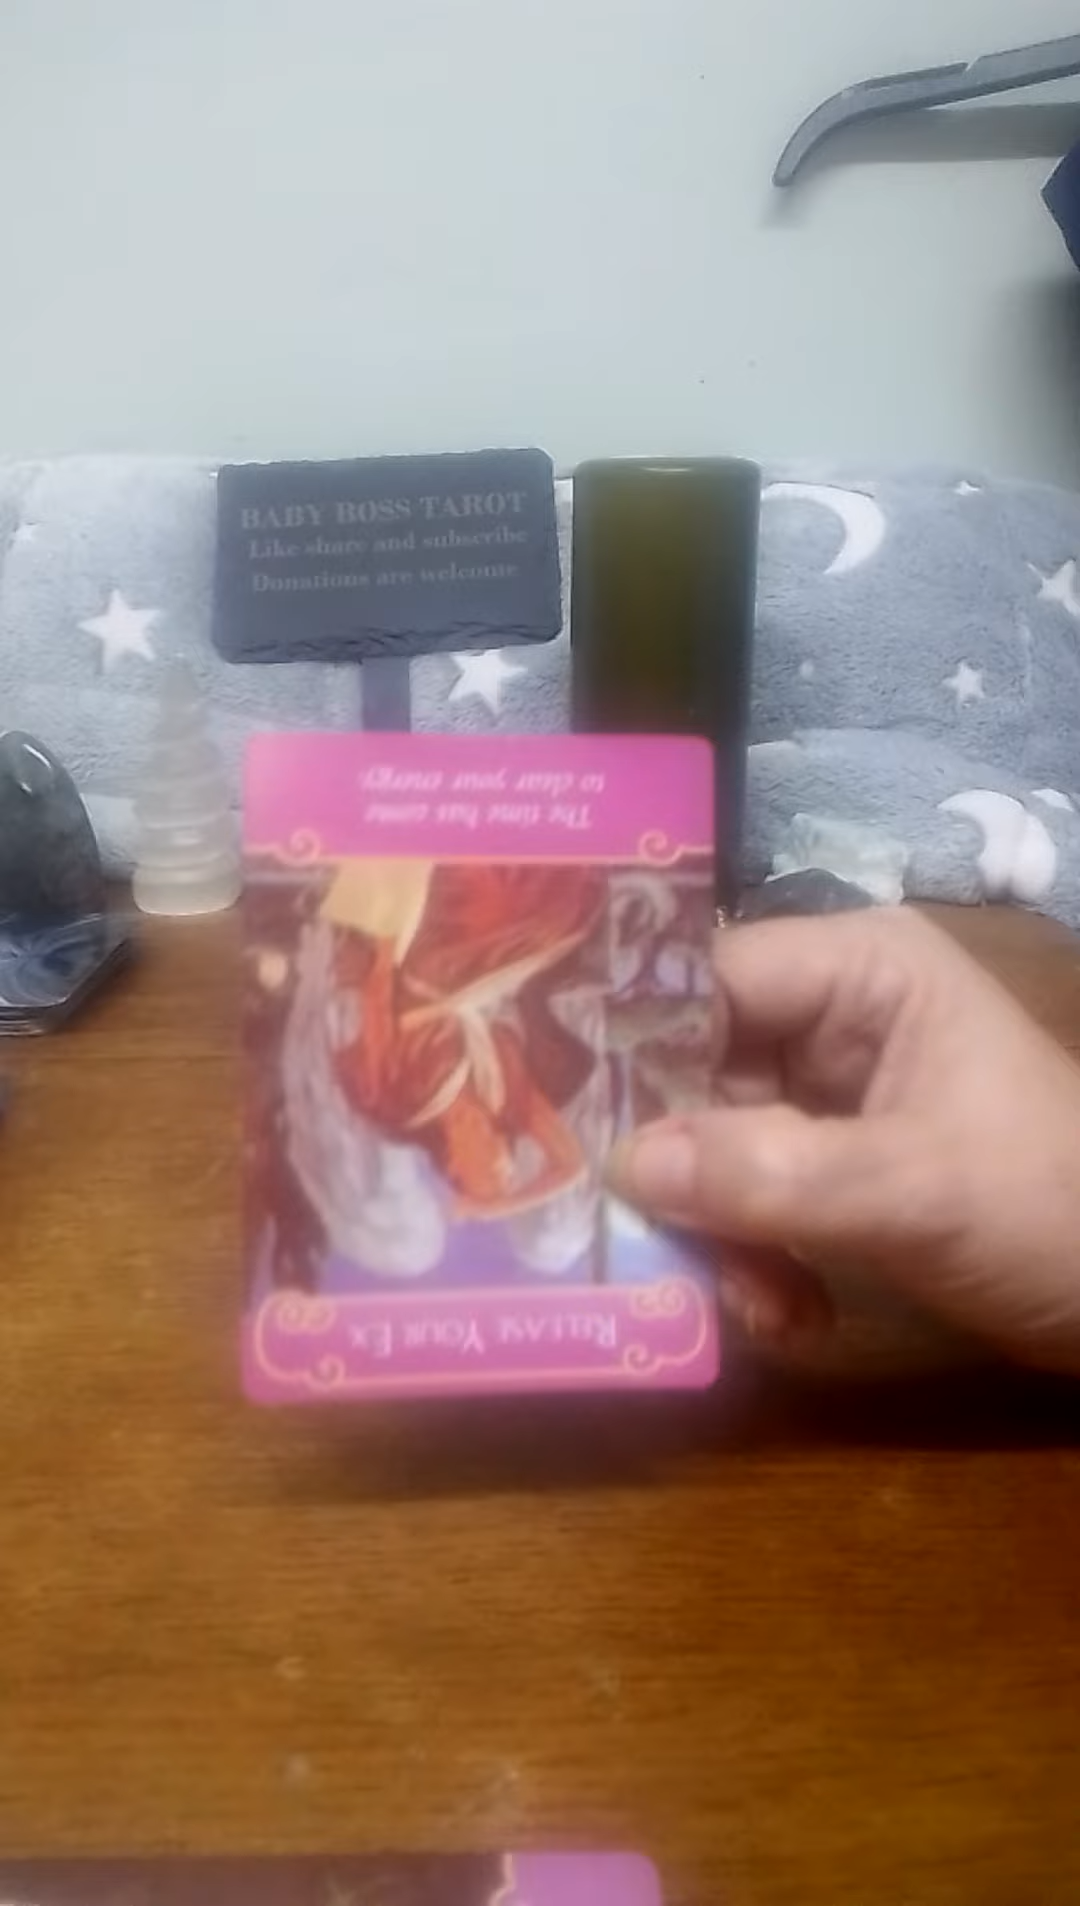 BABY BOSS TAROT
Like share and subscribe
Donations are welcome
RELEASE YOUR EX
The time has come
to clear your energy.